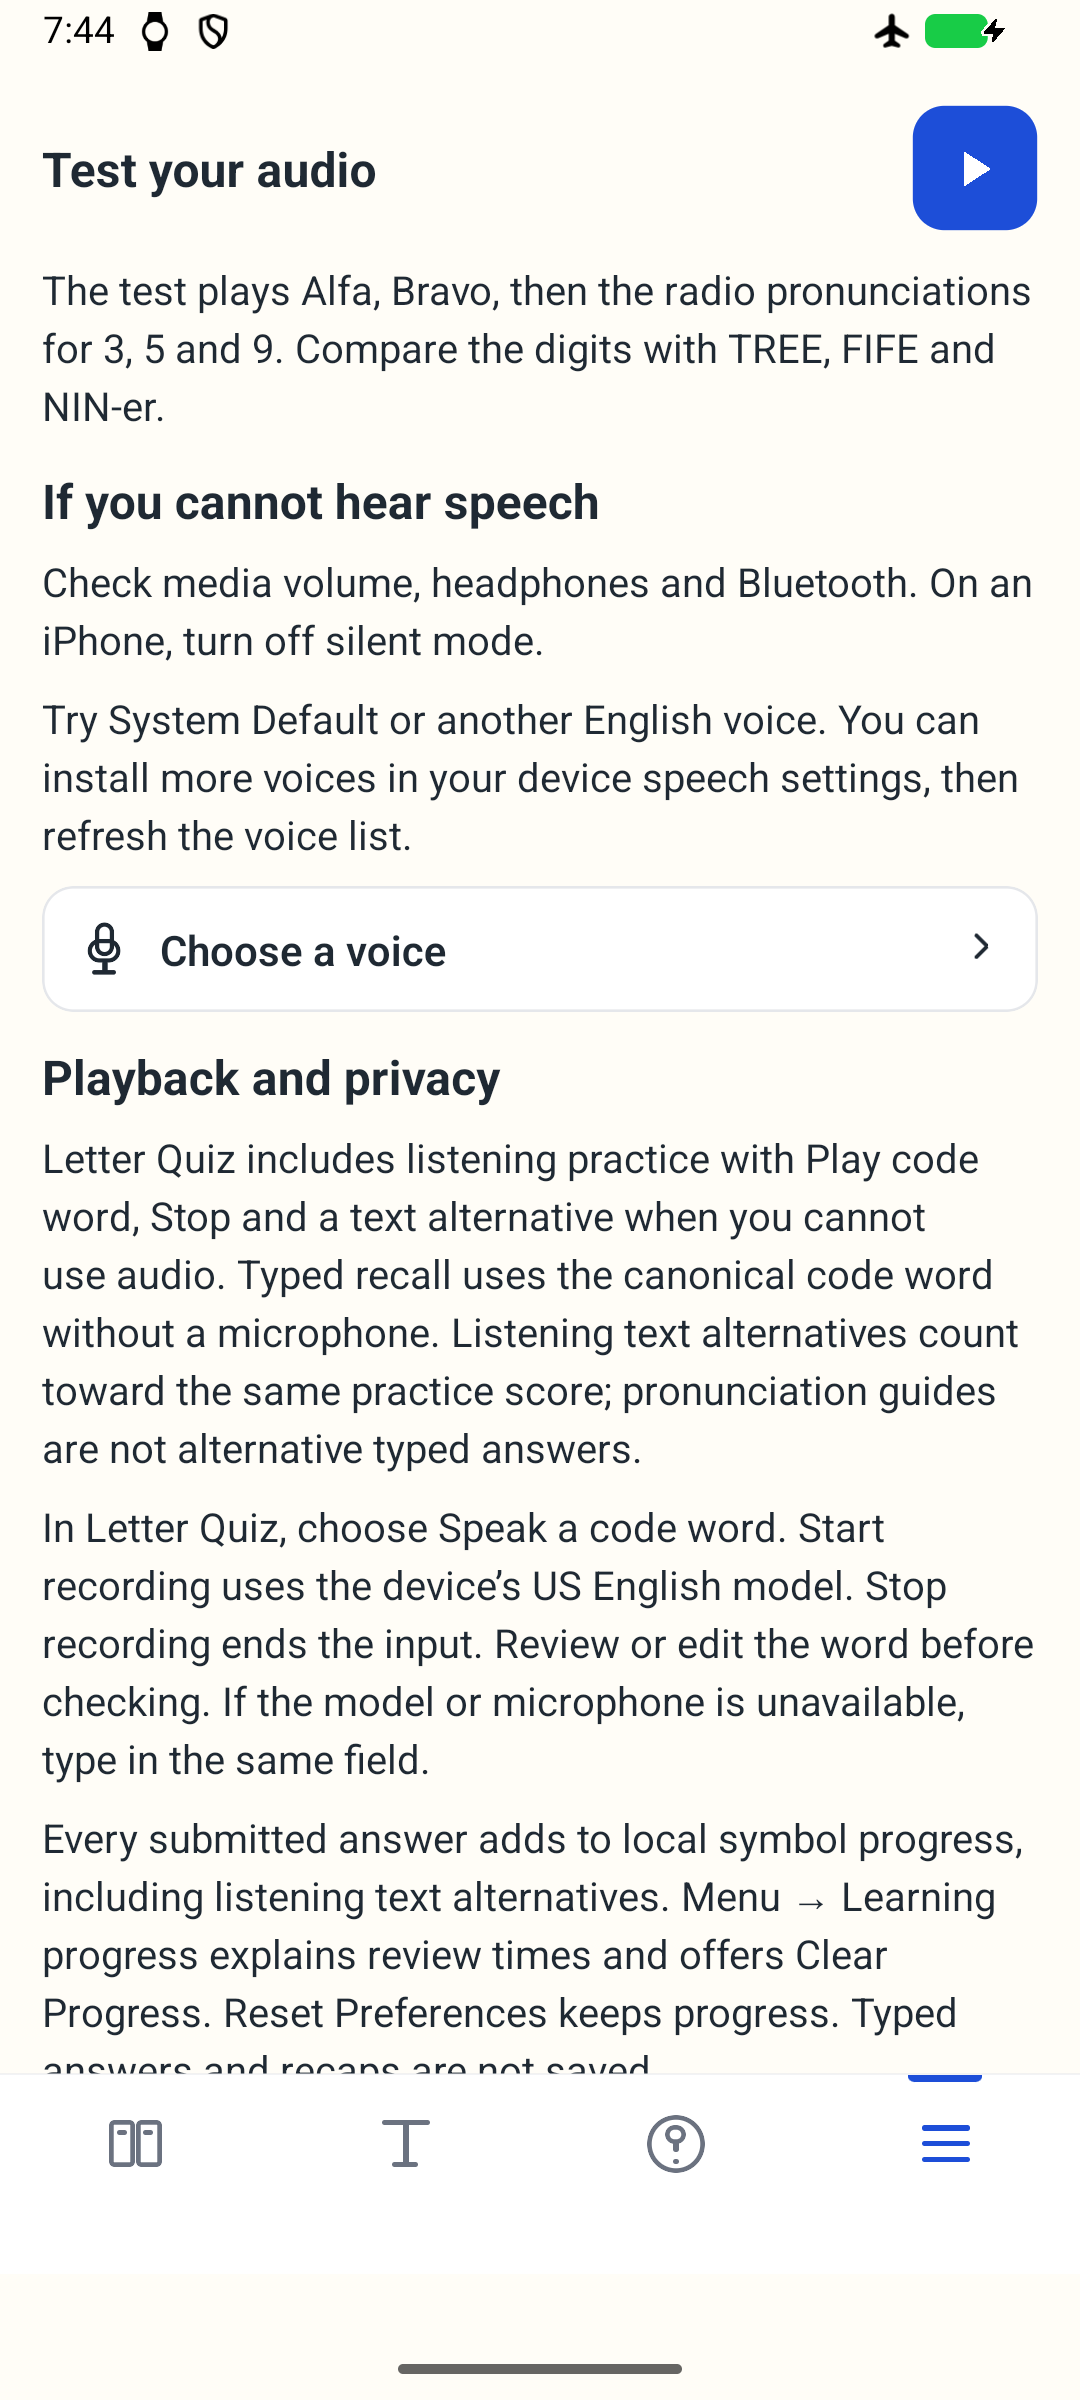 7:44
Test your audio
The test plays Alfa, Bravo, then the radio pronunciations
for 3, 5 and 9. Compare the digits with TREE, FIFE and
NIN-er.
If you cannot hear speech
Check media volume, headphones and Bluetooth. On an
iPhone, turn off silent mode.
Try System Default or another English voice. You can
install more voices in your device speech settings, then
refresh the voice list.
Choose a voice
Playback and privacy
Letter Quiz includes listening practice with Play code
word, Stop and a text alternative when you cannot
use audio. Typed recall uses the canonical code word
without a microphone. Listening text alternatives count
toward the same practice score; pronunciation guides
are not alternative typed answers.
In Letter Quiz, choose Speak a code word. Start
recording uses the device’s US English model. Stop
recording ends the input. Review or edit the word before
checking. If the model or microphone is unavailable,
type in the same field.
Every submitted answer adds to local symbol progress,
including listening text alternatives. Menu → Learning
progress explains review times and offers Clear
Progress. Reset Preferences keeps progress. Typed
answers and recaps are not saved